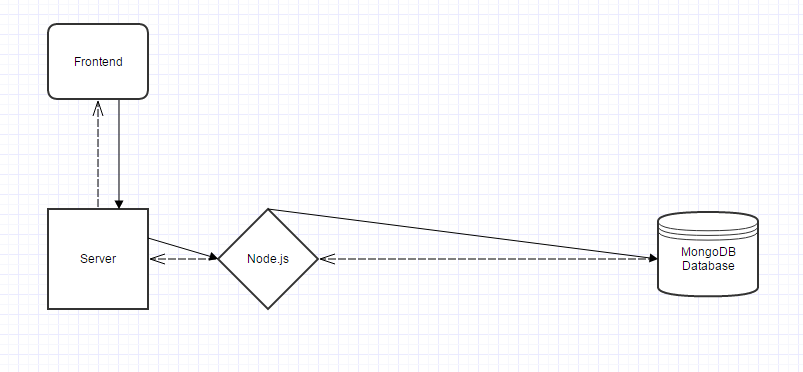 Frontend
Server
Node.js
MongoDB
Database